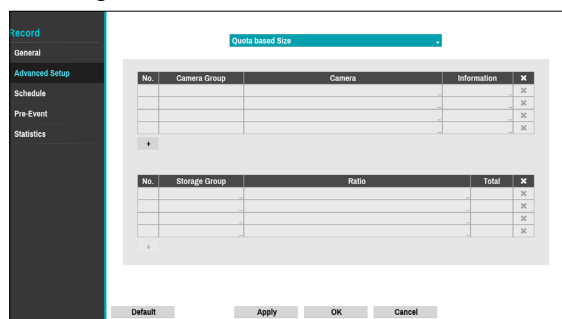 Record
General
Advanced Setup
Schedule
Pre-Event
Statistics
Quota based Size
No. Camera Group Camera Information ✖
+
No. Storage Group Ratio Total ✖
+
Default Apply OK Cancel